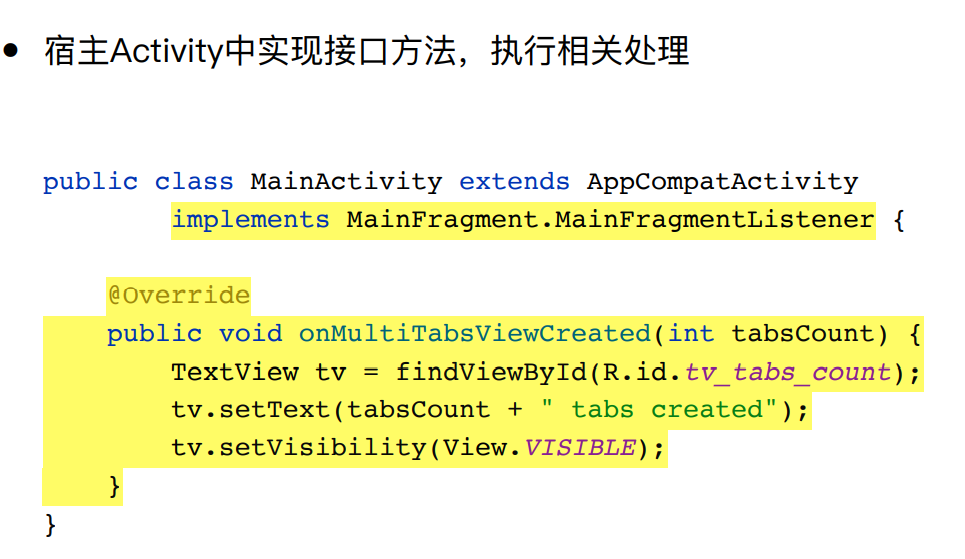 ● 宿主Activity中实现接口方法，执行相关处理
public class MainActivity extends AppCompatActivity
        implements MainFragment.MainFragmentListener {
    @Override
    public void onMultiTabsViewCreated(int tabsCount) {
        TextView tv = findViewById(R.id.tv_tabs_count);
        tv.setText(tabsCount + " tabs created");
        tv.setVisibility(View.VISIBLE);
    }
}